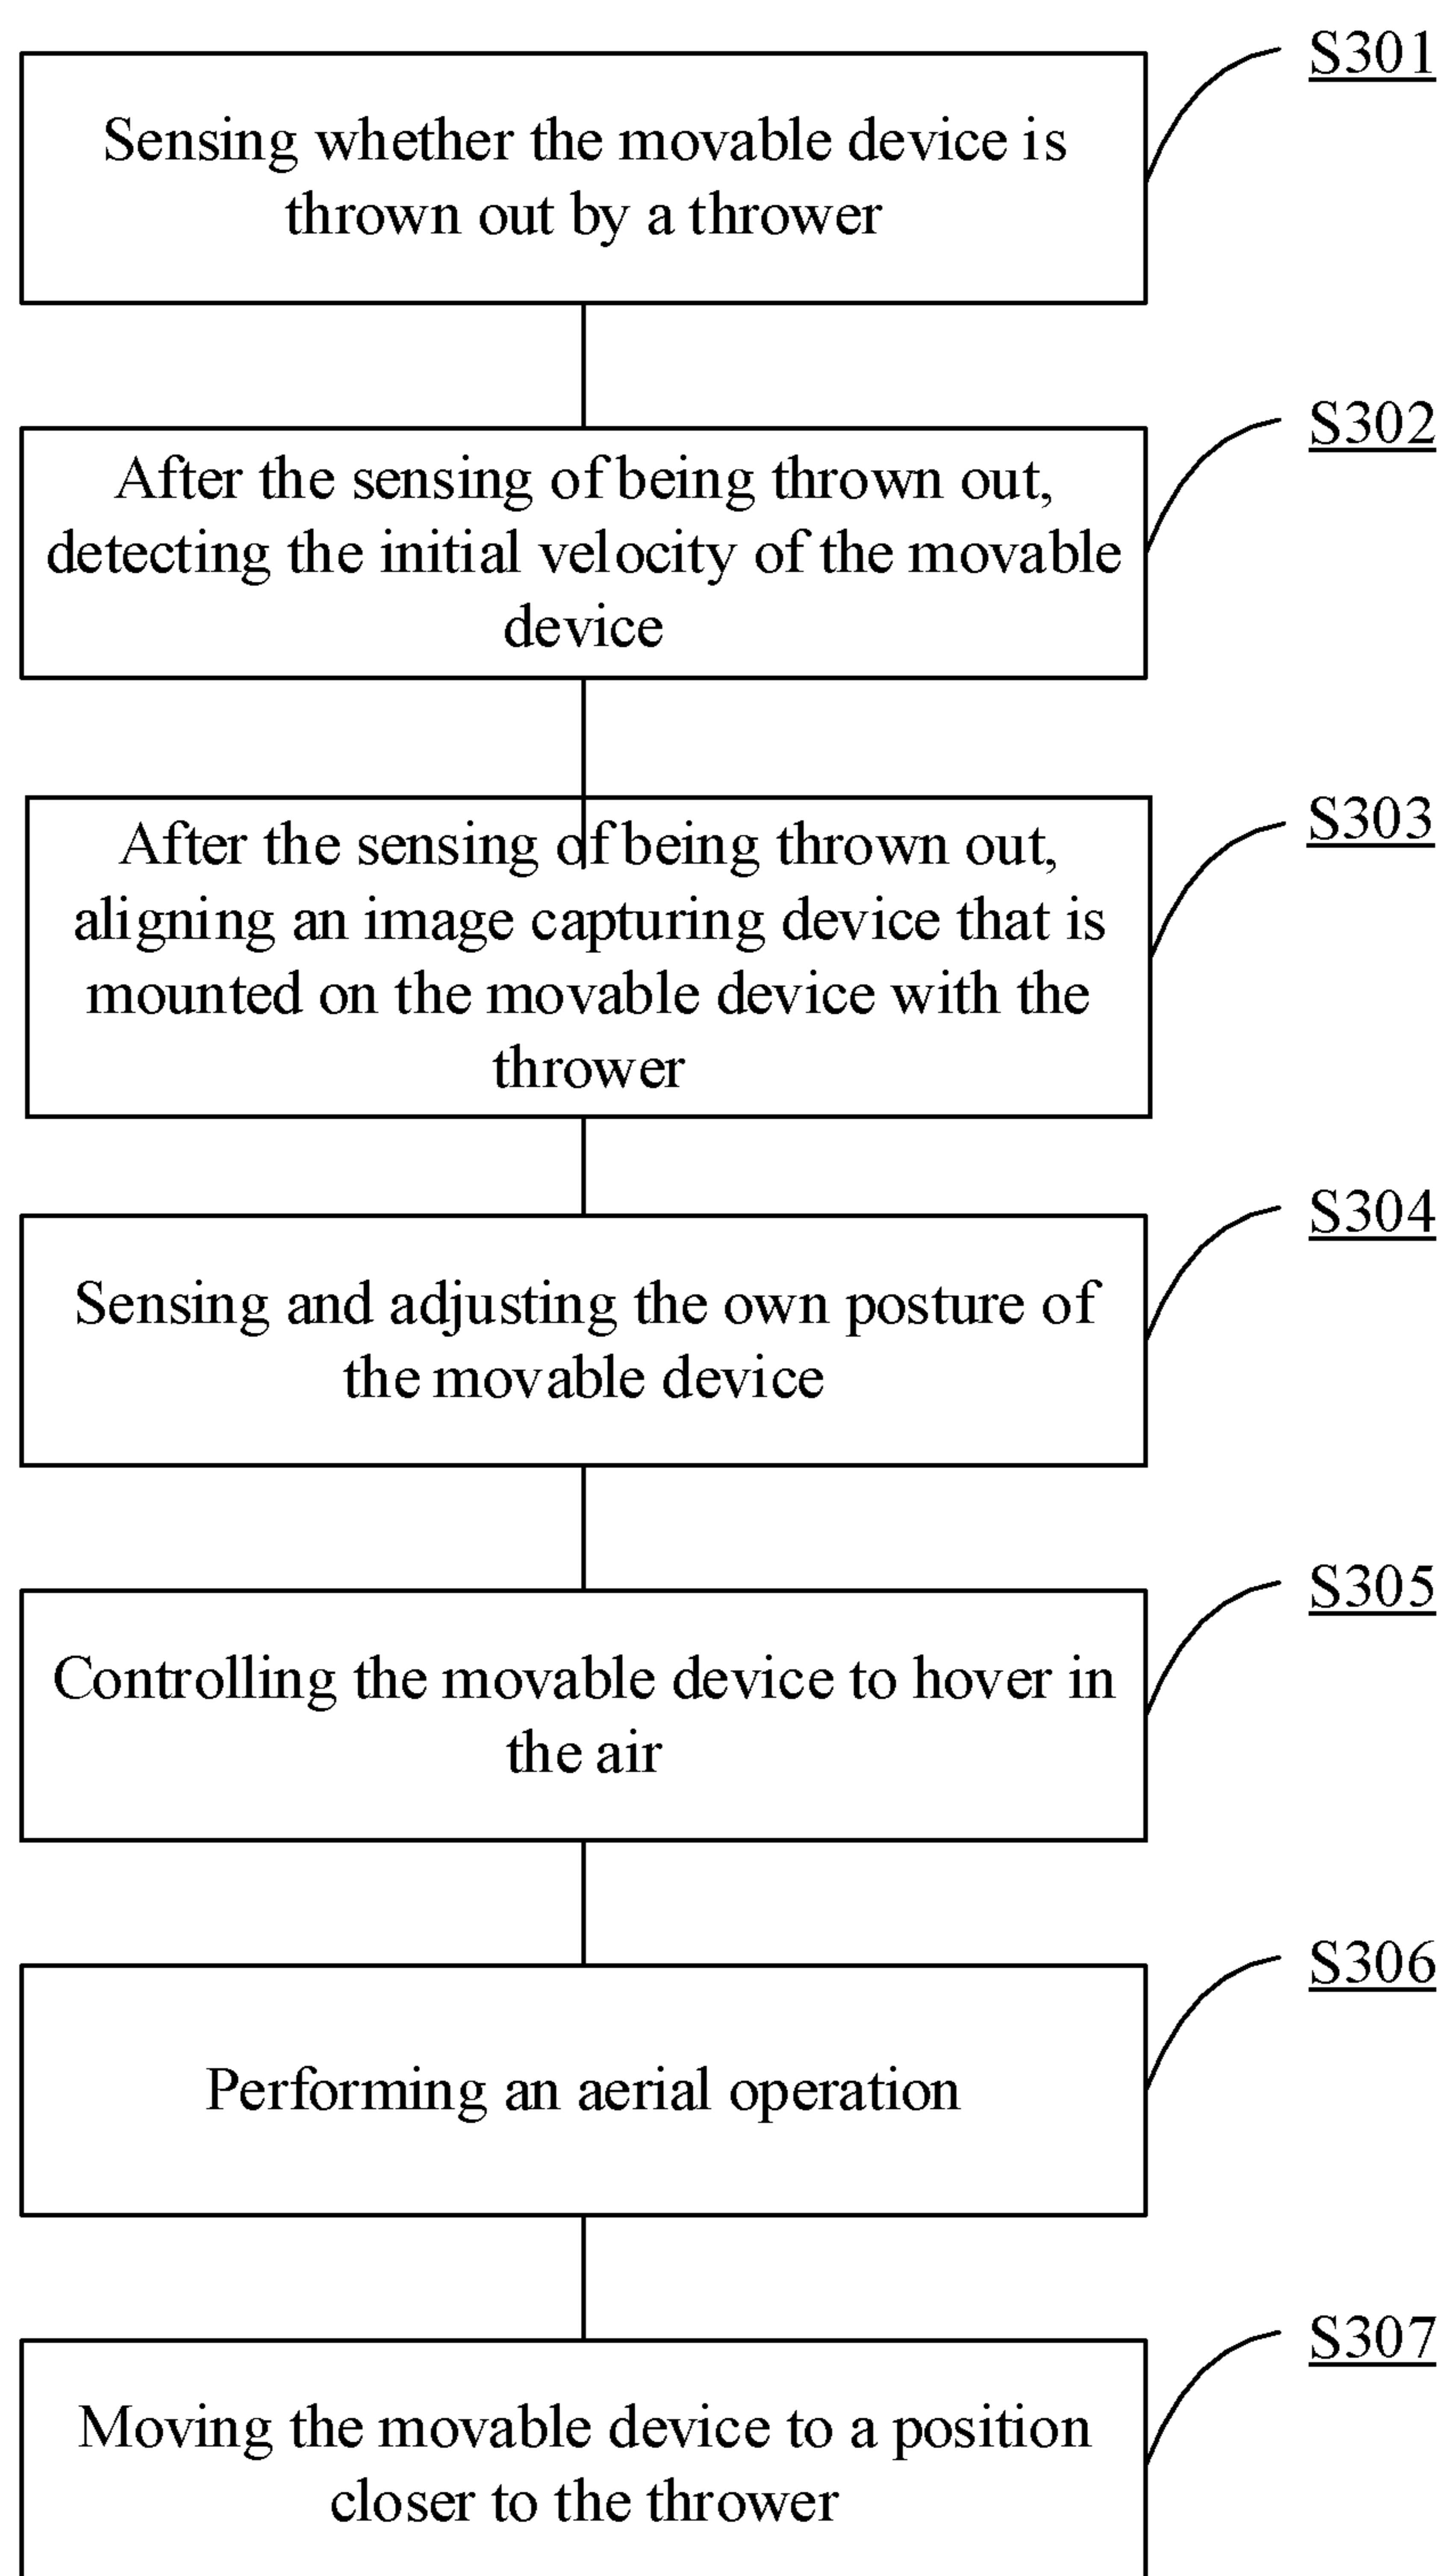 S301
Sensing whether the movable device is
thrown out by a thrower
S302
After the sensing of being thrown out,
detecting the initial velocity of the movable
device
S303
After the sensing of being thrown out,
aligning an image capturing device that is
mounted on the movable device with the
thrower
S304
Sensing and adjusting the own posture of
the movable device
S305
Controlling the movable device to hover in
the air
S306
Performing an aerial operation
S307
Moving the movable device to a position
closer to the thrower